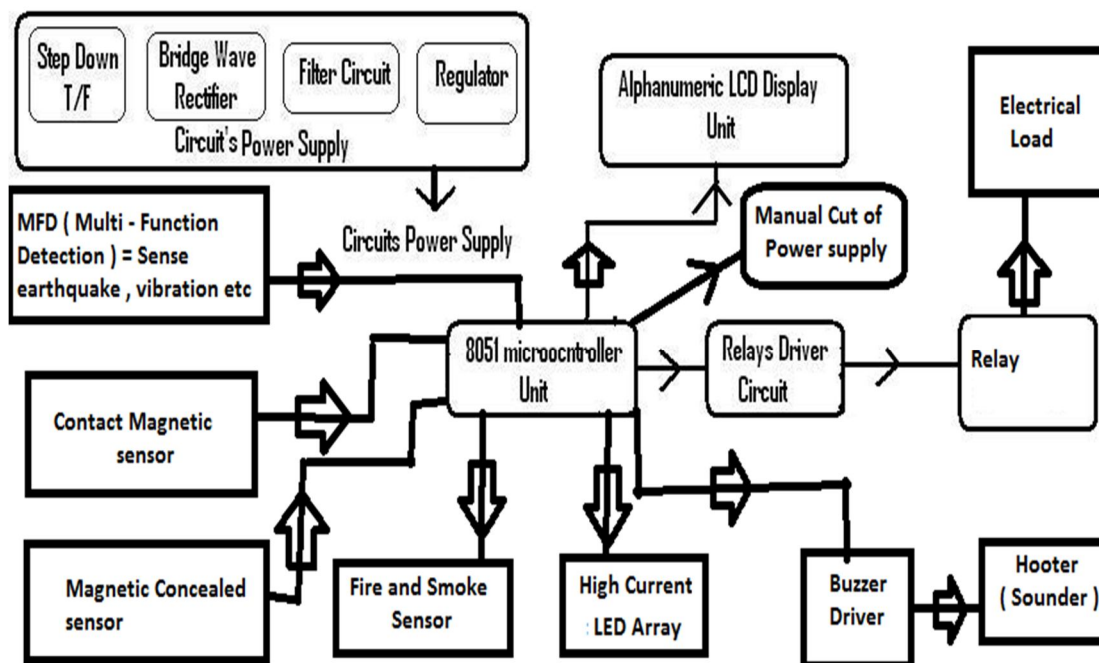 Step Down
T/F
Bridge Wave
Rectifier
Filter Circuit
Regulator
Circuit's Power Supply
Alphanumeric LCD Display
Unit
Electrical
Load
MFD ( Multi - Function
Detection ) = Sense
earthquake , vibration etc
Circuits Power Supply
Manual Cut of
Power supply
8051 microocntroller
Unit
Relays Driver
Circuit
Relay
Contact Magnetic
sensor
Magnetic Concealed
sensor
Fire and Smoke
Sensor
High Current
: LED Array
Buzzer
Driver
Hooter
( Sounder )